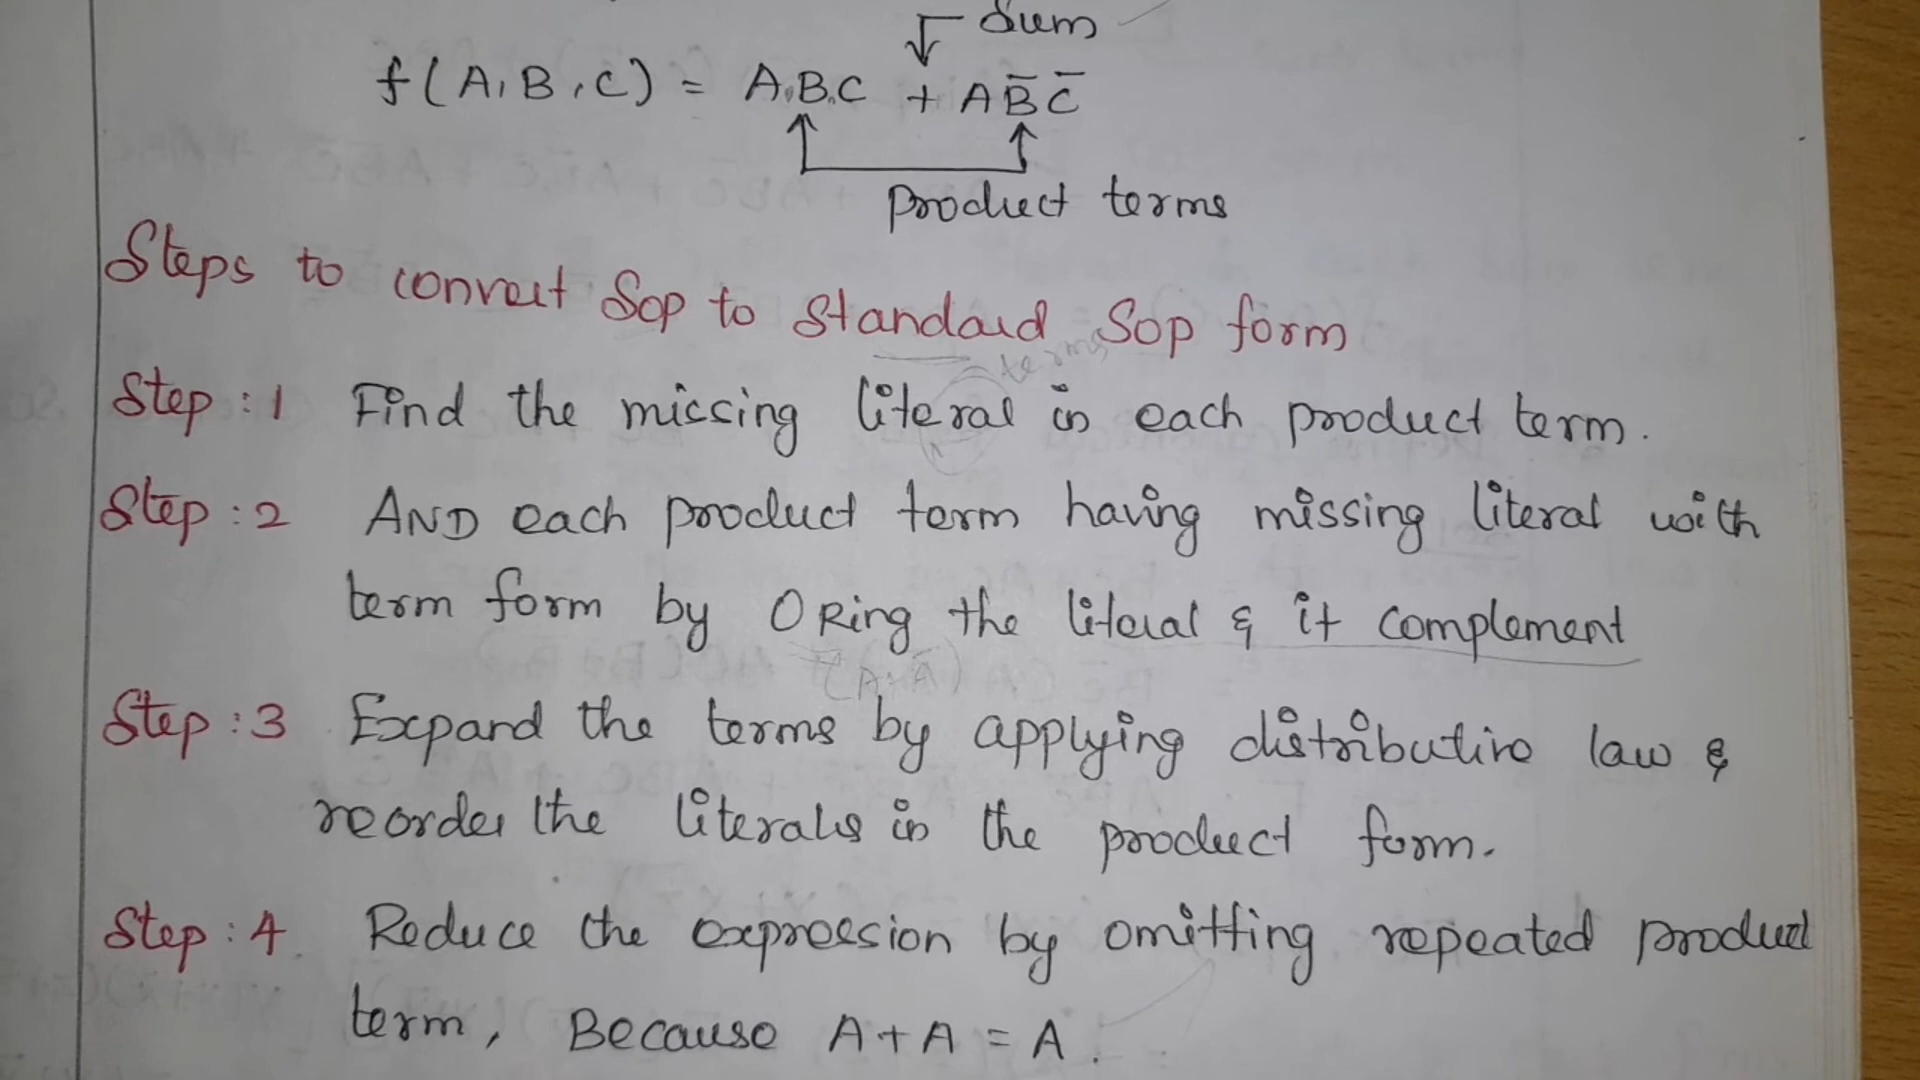 Sum
f(A,B,C) = A.B.C + AB̅C̅
Product terms
Steps to convert Sop to Standard Sop form
terms
Step:1 Find the missing literal in each product term.
Step:2 AND each product term having missing literal with
term form by ORing the literal & it complement
(A+A̅)
Step:3 Expand the terms by applying distributive law &
reorder the literals in the product form.
Step:4 Reduce the expression by omitting repeated product
term, Because A+A = A.